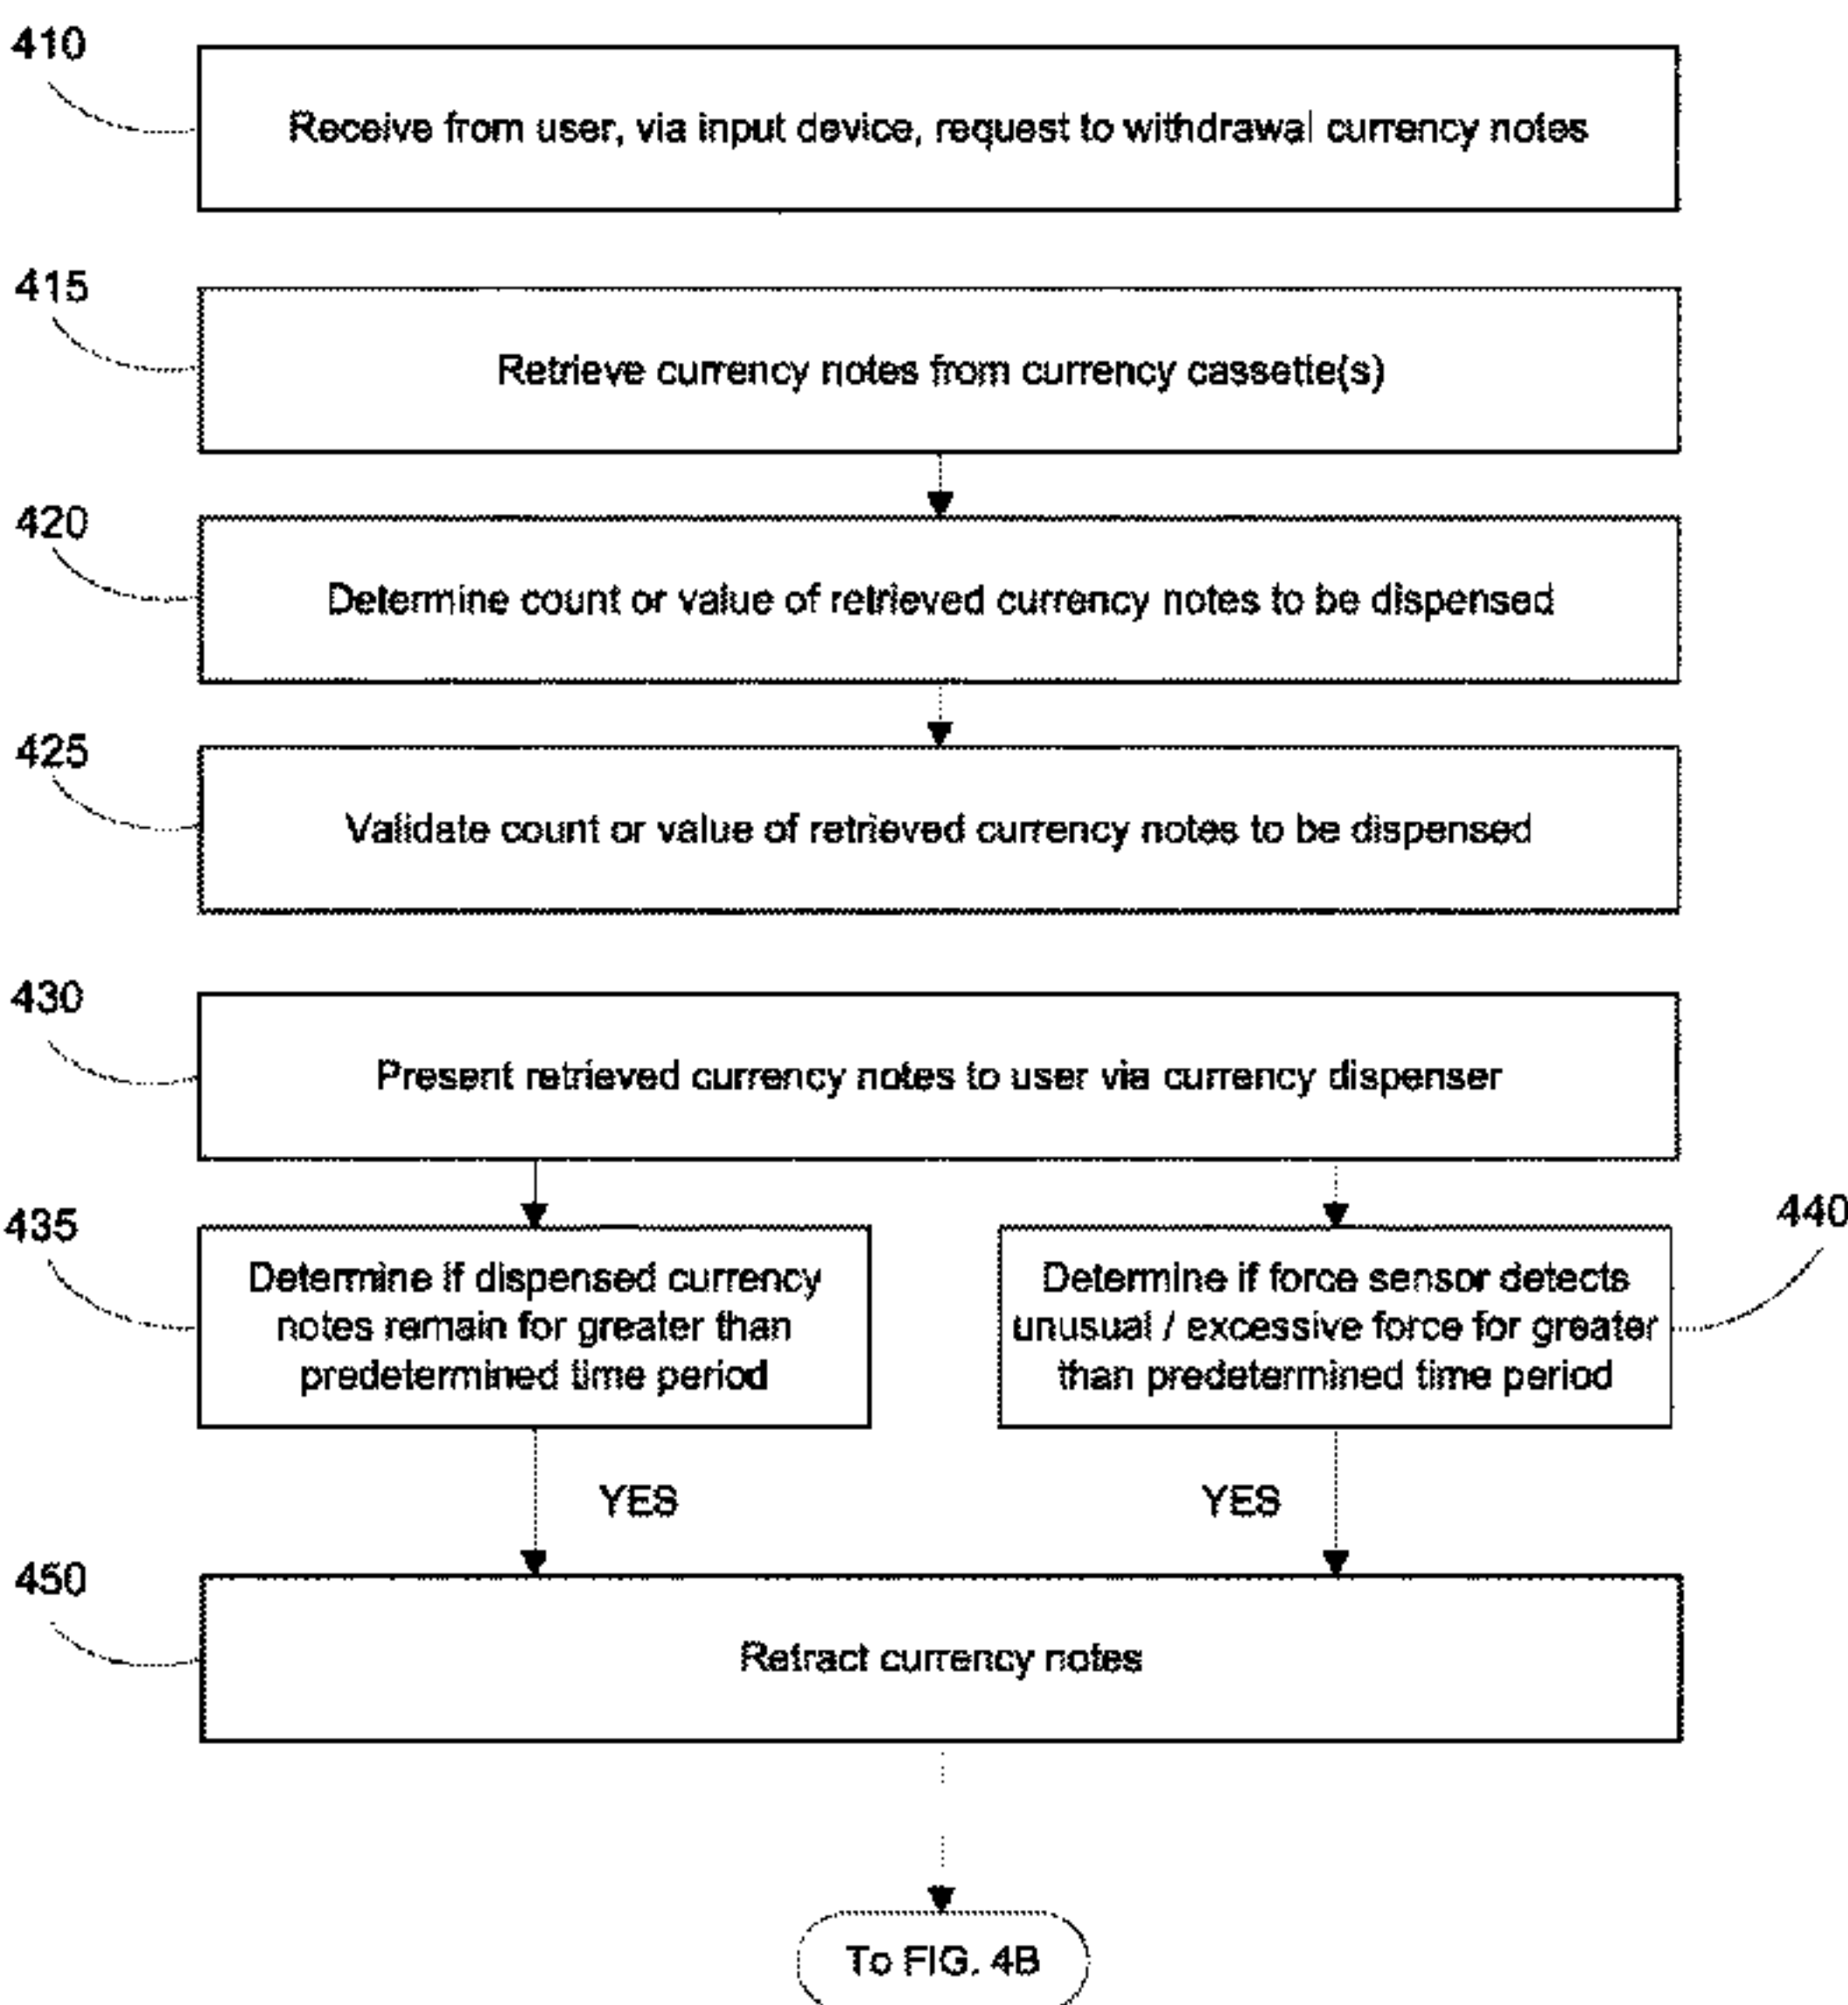 410
Receive from user, via input device, request to withdrawal currency notes
415
Retrieve currency notes from currency cassette(s)
420
Determine count or value of retrieved currency notes to be dispensed
425
Validate count or value of retrieved currency notes to be dispensed
430
Present retrieved currency notes to user via currency dispenser
435
Determine if dispensed currency
notes remain for greater than
predetermined time period
440
Determine if force sensor detects
unusual / excessive force for greater
than predetermined time period
YES
YES
450
Retract currency notes
To FIG. 4B